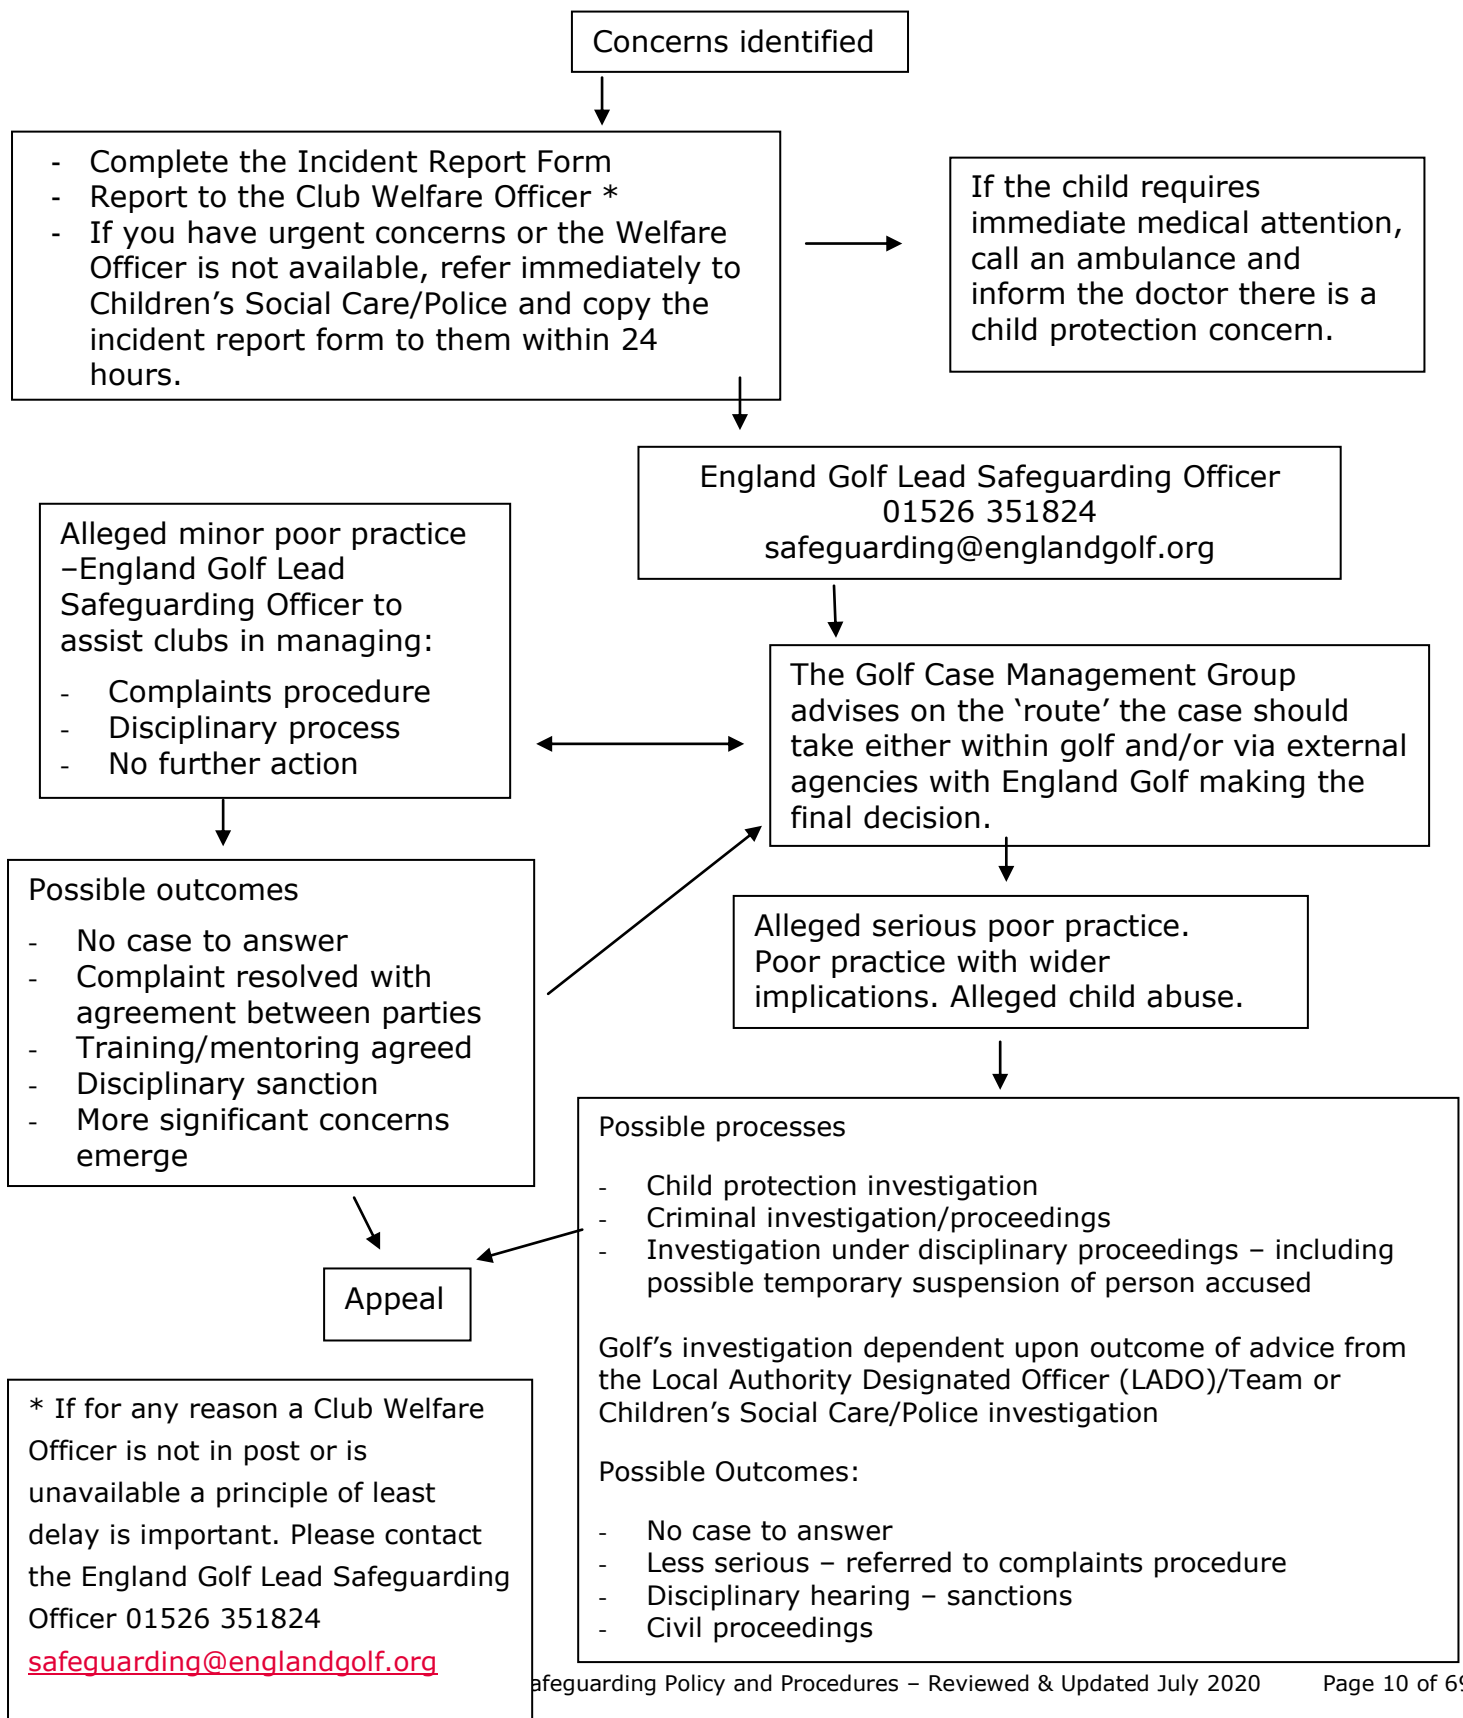 Concerns identified
- Complete the Incident Report Form
- Report to the Club Welfare Officer *
- If you have urgent concerns or the Welfare
Officer is not available, refer immediately to
Children’s Social Care/Police and copy the
incident report form to them within 24
hours.
If the child requires
immediate medical attention,
call an ambulance and
inform the doctor there is a
child protection concern.
England Golf Lead Safeguarding Officer
01526 351824
safeguarding@englandgolf.org
Alleged minor poor practice
–England Golf Lead
Safeguarding Officer to
assist clubs in managing:
- Complaints procedure
- Disciplinary process
- No further action
The Golf Case Management Group
advises on the ‘route’ the case should
take either within golf and/or via external
agencies with England Golf making the
final decision.
Possible outcomes
- No case to answer
- Complaint resolved with
agreement between parties
- Training/mentoring agreed
- Disciplinary sanction
- More significant concerns
emerge
Alleged serious poor practice.
Poor practice with wider
implications. Alleged child abuse.
Possible processes
- Child protection investigation
- Criminal investigation/proceedings
- Investigation under disciplinary proceedings – including
possible temporary suspension of person accused
Golf’s investigation dependent upon outcome of advice from
the Local Authority Designated Officer (LADO)/Team or
Children’s Social Care/Police investigation
Possible Outcomes:
- No case to answer
- Less serious – referred to complaints procedure
- Disciplinary hearing – sanctions
- Civil proceedings
Appeal
* If for any reason a Club Welfare
Officer is not in post or is
unavailable a principle of least
delay is important. Please contact
the England Golf Lead Safeguarding
Officer 01526 351824
safeguarding@englandgolf.org
afeguarding Policy and Procedures – Reviewed & Updated July 2020 Page 10 of 69